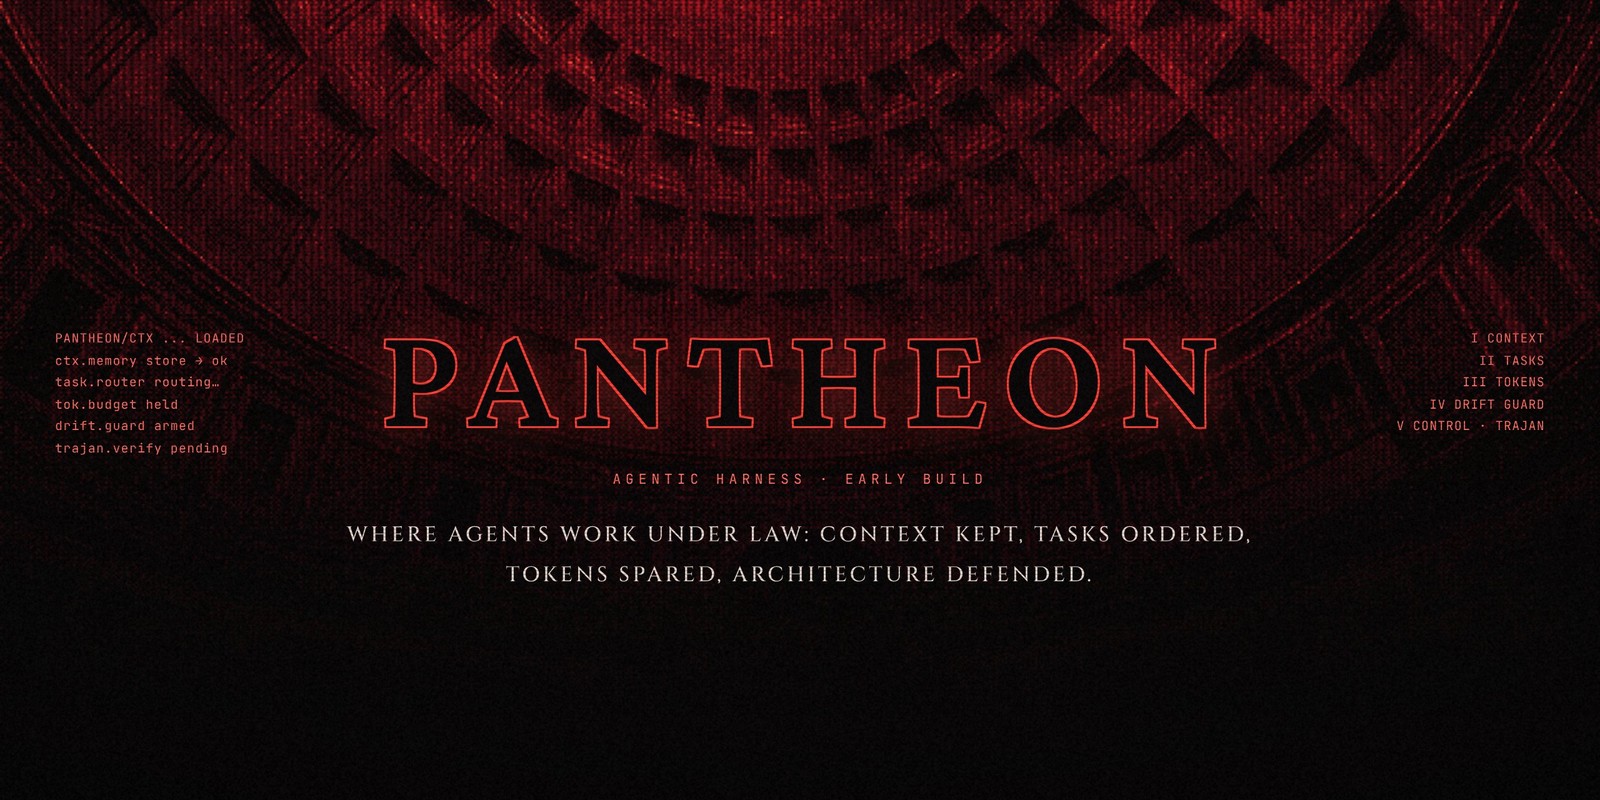 PANTHEON/CTX ... LOADED
ctx.memory store → ok
task.router routing…
tok.budget held
drift.guard armed
trajan.verify pending
PANTHEON
I CONTEXT
II TASKS
III TOKENS
IV DRIFT GUARD
V CONTROL · TRAJAN
AGENTIC HARNESS · EARLY BUILD
WHERE AGENTS WORK UNDER LAW: CONTEXT KEPT, TASKS ORDERED,
TOKENS SPARED, ARCHITECTURE DEFENDED.